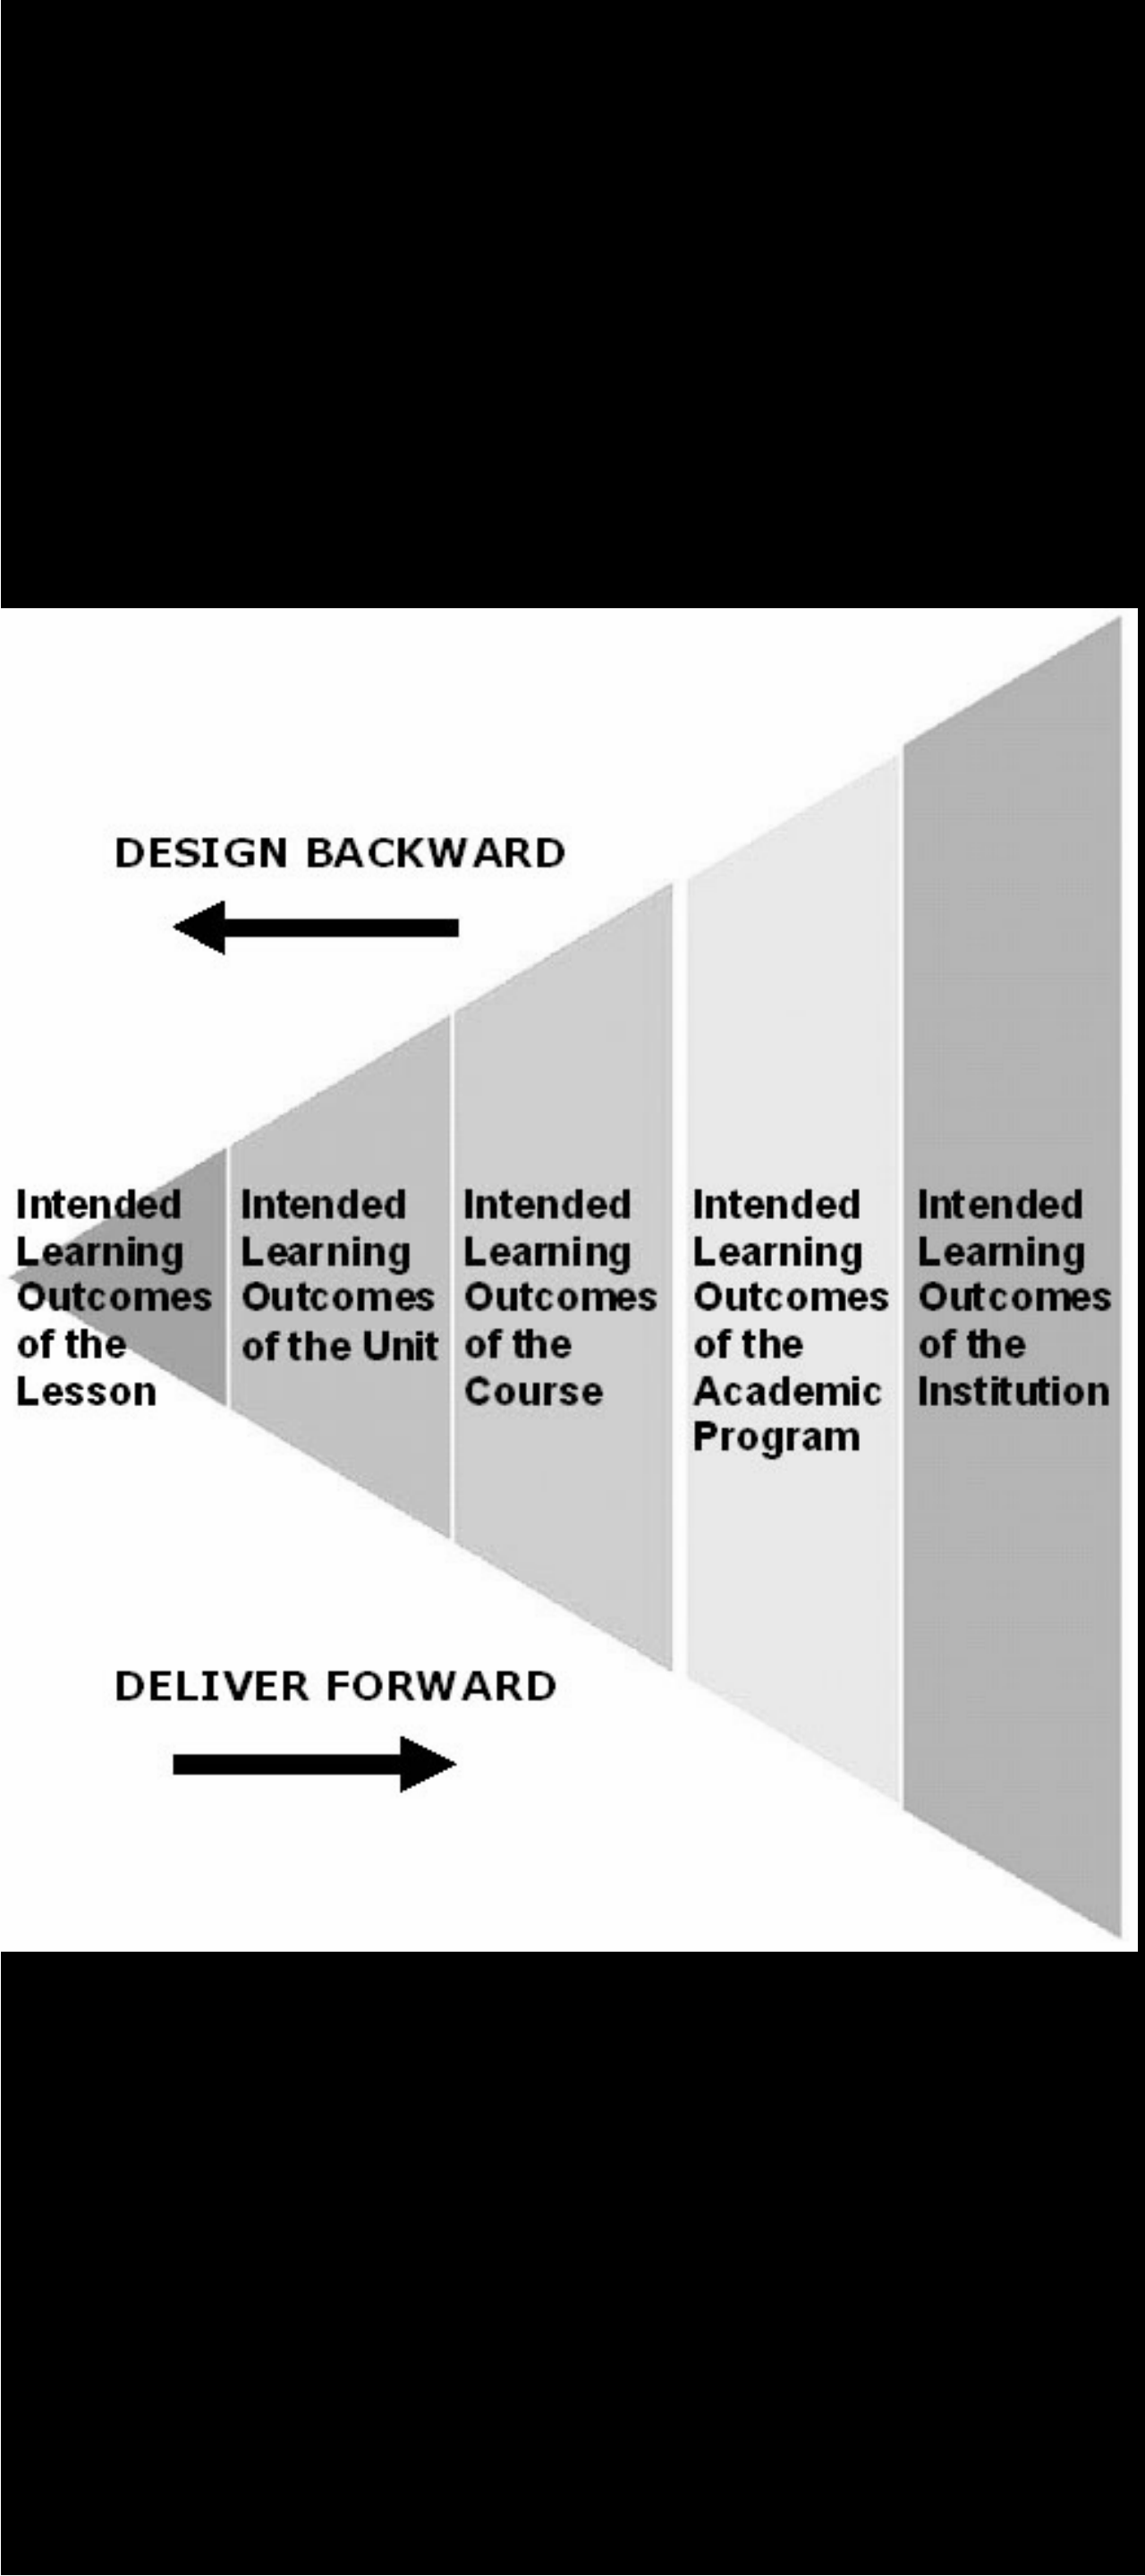 DESIGN BACKWARD
Intended
Learning
Outcomes
of the
Lesson
Intended
Learning
Outcomes
of the Unit
Intended
Learning
Outcomes
of the
Course
Intended
Learning
Outcomes
of the
Academic
Program
Intended
Learning
Outcomes
of the
Institution
DELIVER FORWARD